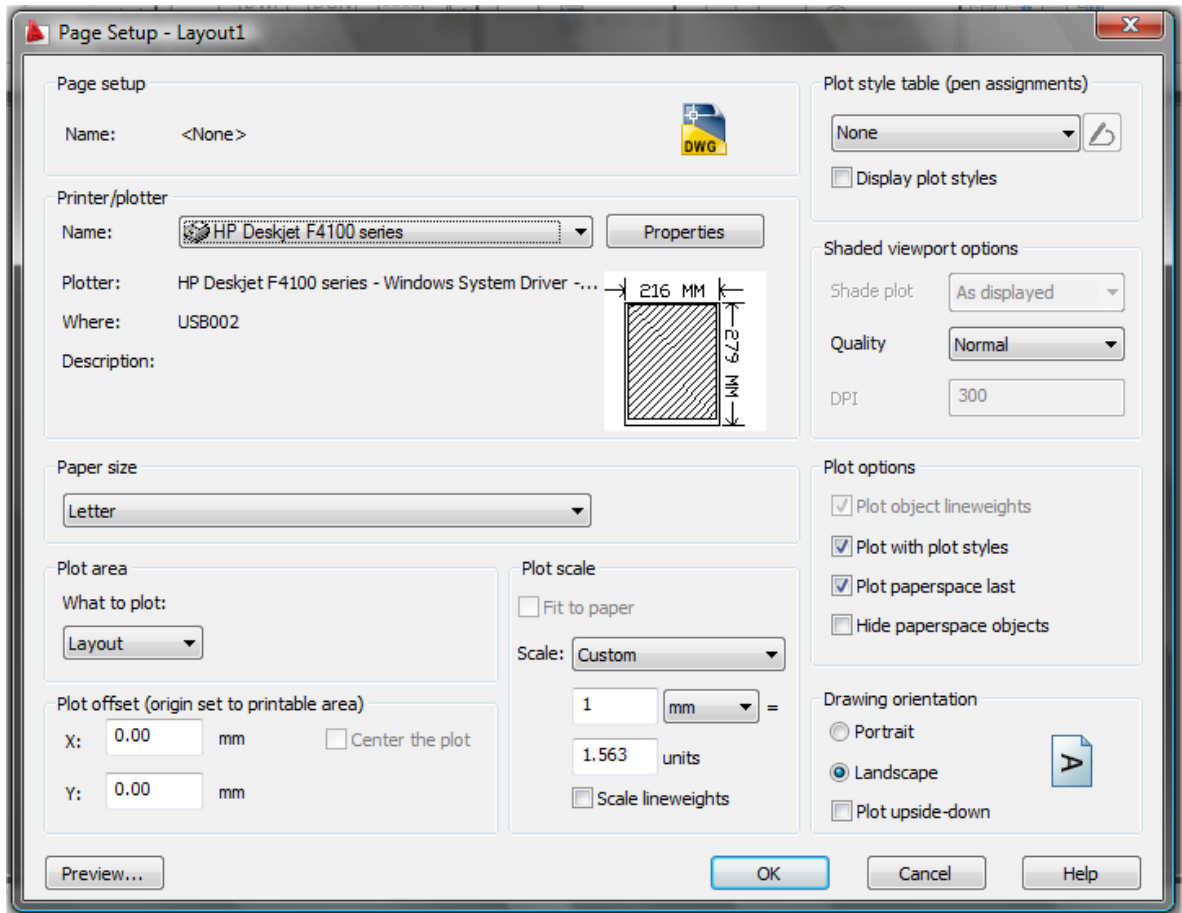 Page Setup - Layout1
Page setup
Name: <None>
DWG
Printer/plotter
Name: HP Deskjet F4100 series Properties
Plotter: HP Deskjet F4100 series - Windows System Driver -...
Where: USB002
Description:
216 MM
279 MM
Paper size
Letter
Plot area
What to plot:
Layout
Plot offset (origin set to printable area)
X: 0.00 mm Center the plot
Y: 0.00 mm
Plot scale
Fit to paper
Scale: Custom
1 mm =
1.563 units
Scale lineweights
Plot style table (pen assignments)
None
Display plot styles
Shaded viewport options
Shade plot As displayed
Quality Normal
DPI 300
Plot options
Plot object lineweights
Plot with plot styles
Plot paperspace last
Hide paperspace objects
Drawing orientation
Portrait
Landscape
A
Plot upside-down
Preview... OK Cancel Help